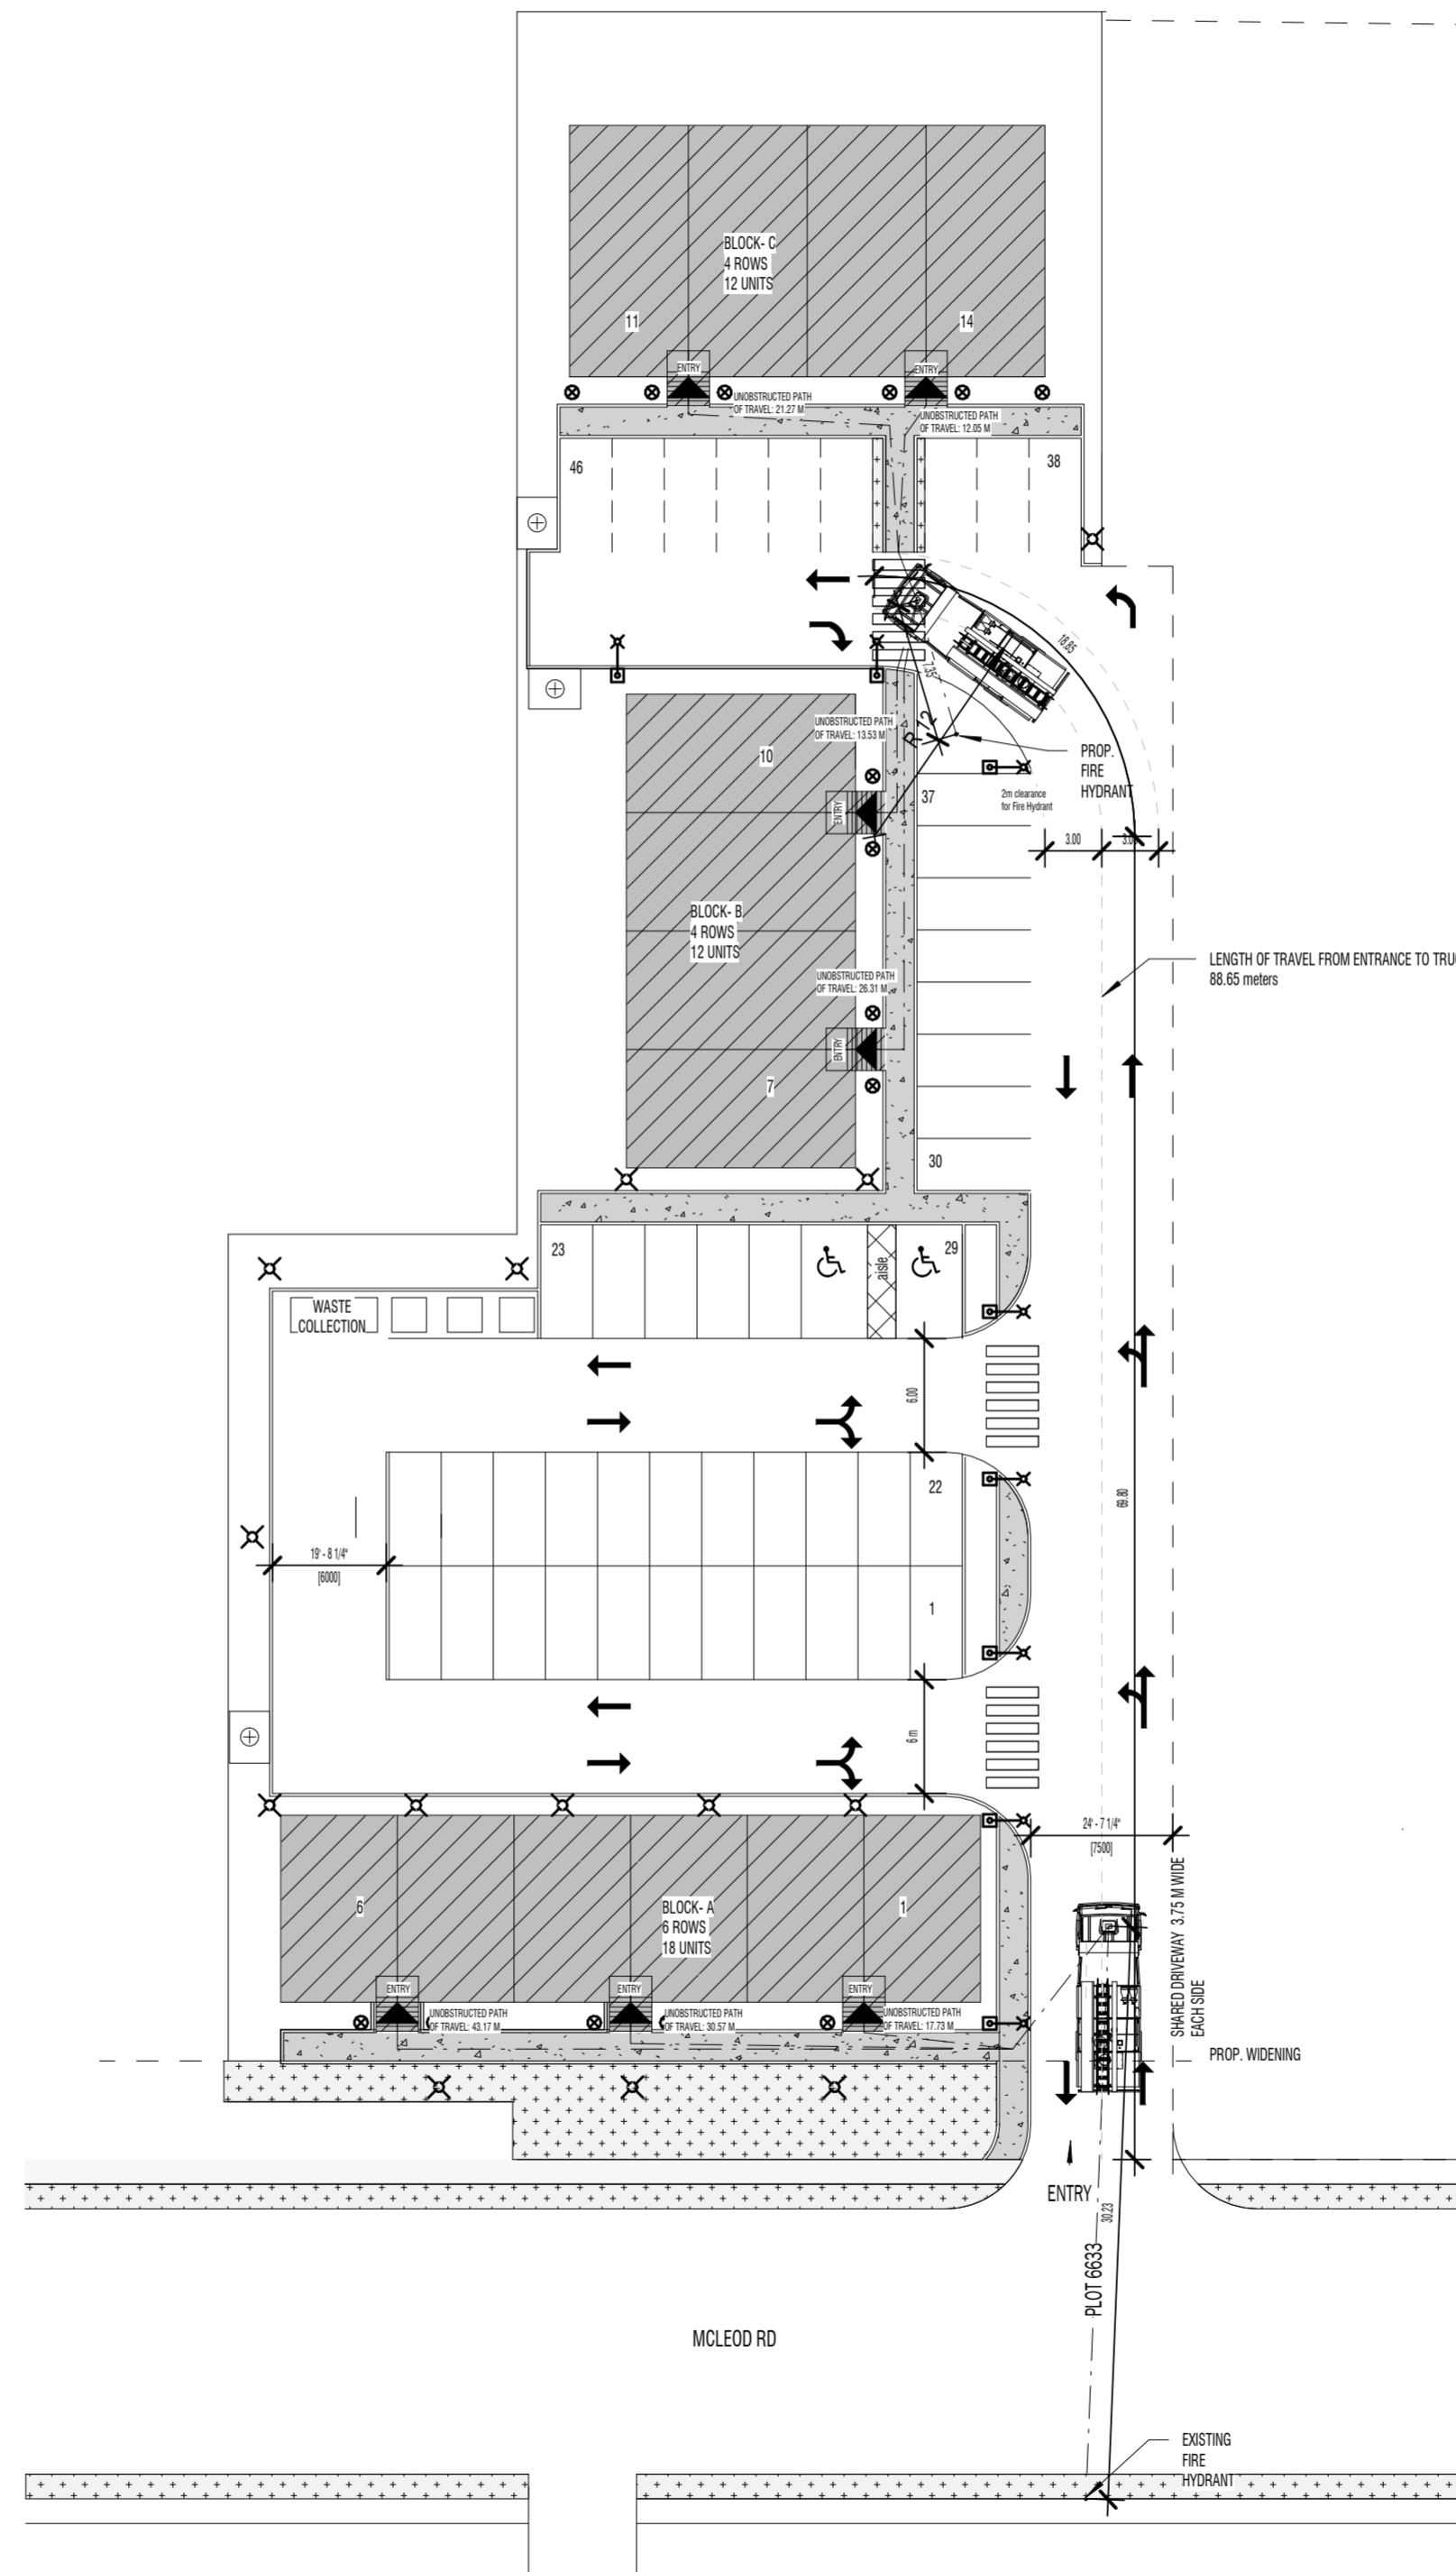 BLOCK- C
4 ROWS
12 UNITS
11
14
ENTRY
ENTRY
UNOBSTRUCTED PATH
OF TRAVEL: 21.27 M
UNOBSTRUCTED PATH
OF TRAVEL: 12.05 M
46
38
18.85
7.35
R 12
UNOBSTRUCTED PATH
OF TRAVEL: 13.53 M
10
PROP.
FIRE
HYDRANT
37
2m clearance
for Fire Hydrant
ENTRY
3.00
BLOCK- B
4 ROWS
12 UNITS
LENGTH OF TRAVEL FROM ENTRANCE TO
88.65 meters
UNOBSTRUCTED PATH
OF TRAVEL: 26.31 M
ENTRY
7
30
23
29
aisle
WASTE
COLLECTION
6.00
22
69.80
19' - 8 1/4"
[6000]
1
6 m
24' - 7 1/4"
[7500]
SHARED DRIVEWAY 3.75 M WIDE
EACH SIDE
6
BLOCK- A
6 ROWS
18 UNITS
1
ENTRY
ENTRY
ENTRY
UNOBSTRUCTED PATH
OF TRAVEL: 43.17 M
UNOBSTRUCTED PATH
OF TRAVEL: 30.57 M
UNOBSTRUCTED PATH
OF TRAVEL: 17.73 M
PROP. WIDENING
ENTRY
30.23
PLOT 6633
MCLEOD RD
EXISTING
FIRE
HYDRANT